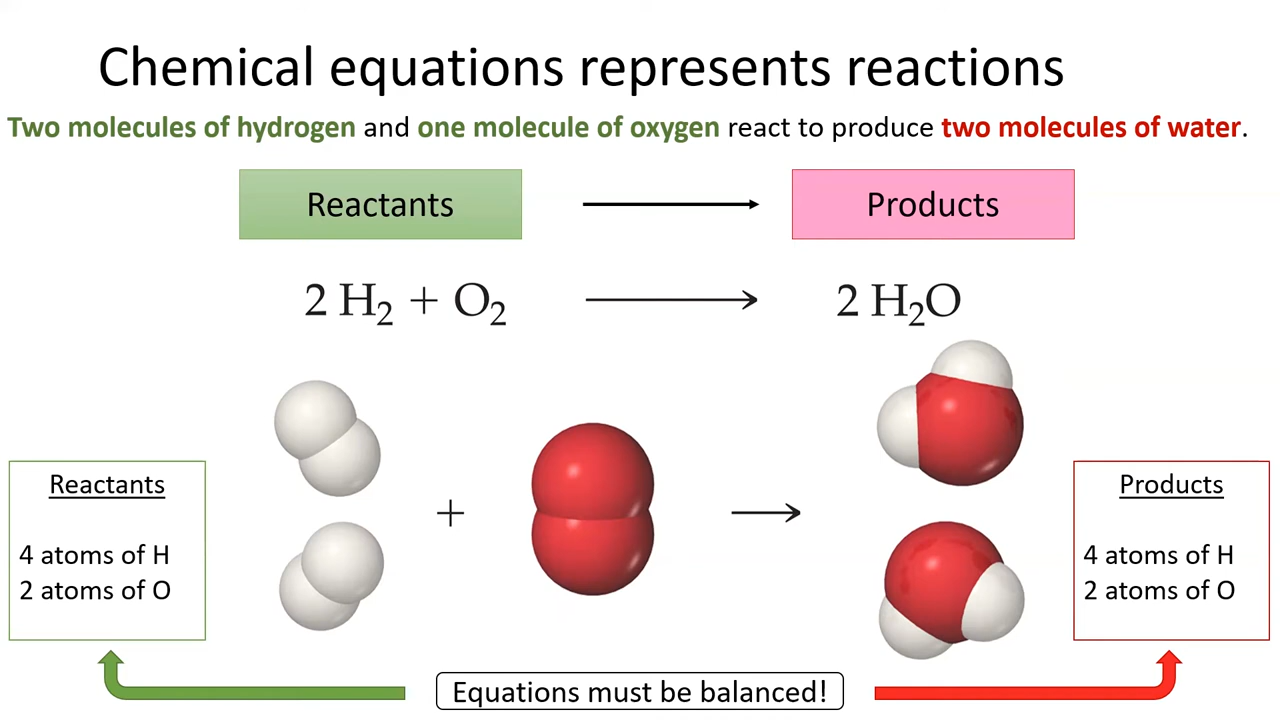 Chemical equations represents reactions
Two molecules of hydrogen and one molecule of oxygen react to produce two molecules of water.
Reactants → Products
2 H₂ + O₂ → 2 H₂O
+ →
Reactants
4 atoms of H
2 atoms of O
Products
4 atoms of H
2 atoms of O
Equations must be balanced!